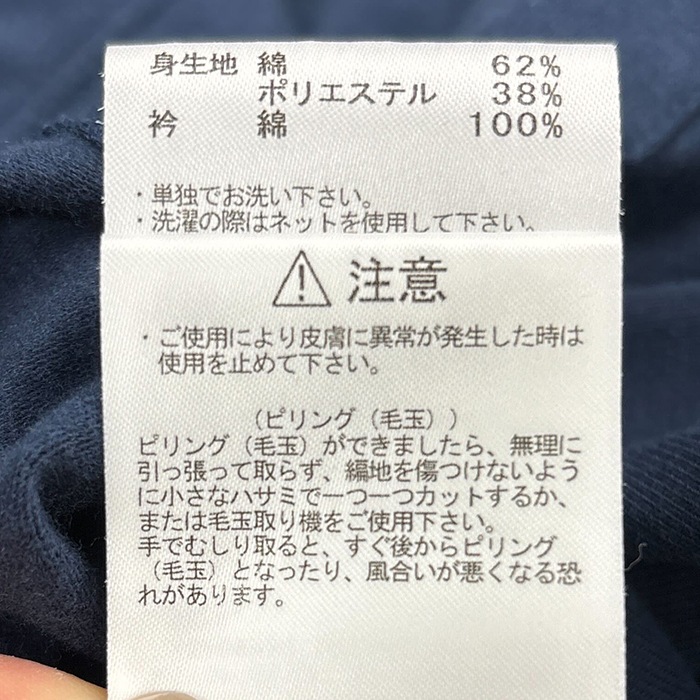 身生地 綿 62%
ポリエステル 38%
衿 綿 100%
・単独でお洗い下さい。
・洗濯の際はネットを使用して下さい。
注意
・ご使用により皮膚に異常が発生した時は
使用を止めて下さい。
（ピリング（毛玉））
ピリング（毛玉）ができましたら、無理に
引っ張って取らず、編地を傷つけないよう
に小さなハサミで一つ一つカットするか、
または毛玉取り機をご使用下さい。
手でむしり取ると、すぐ後からピリング
（毛玉）となったり、風合いが悪くなる恐
れがあります。